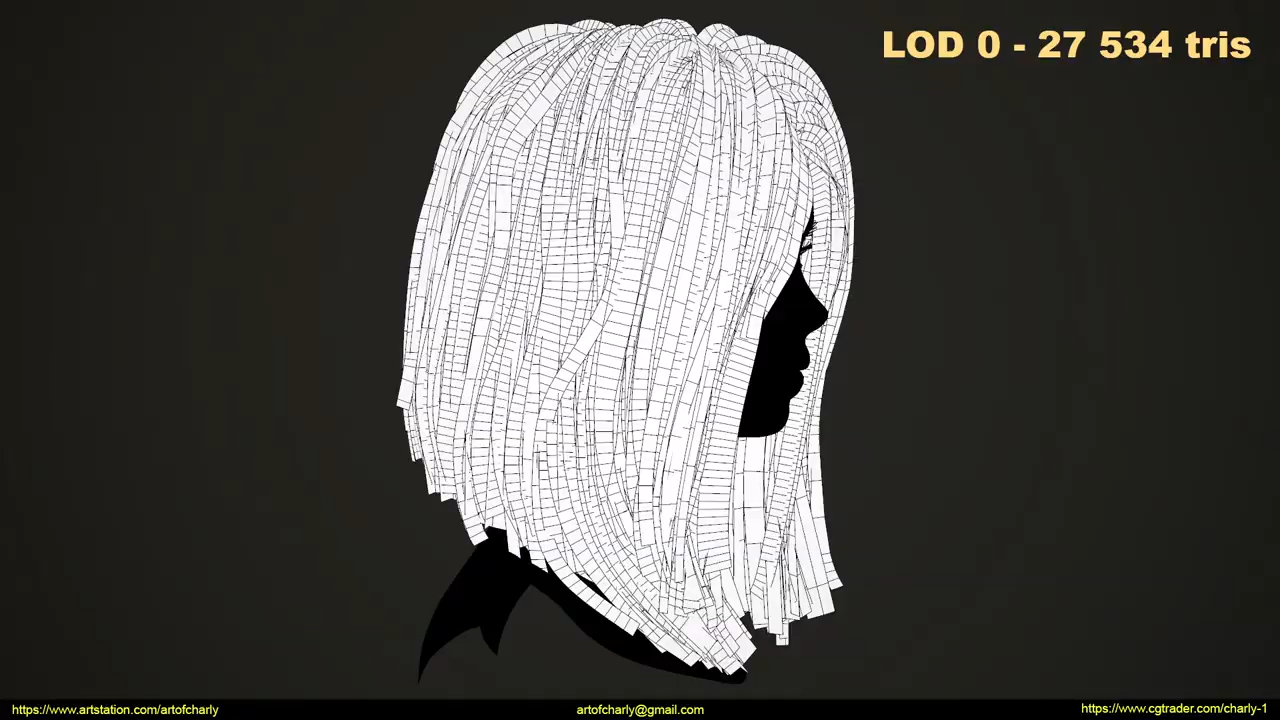 LOD 0 - 27 534 tris
https://www.artstation.com/artofcharly
artofcharly@gmail.com
https://www.cgtrader.com/charly-1